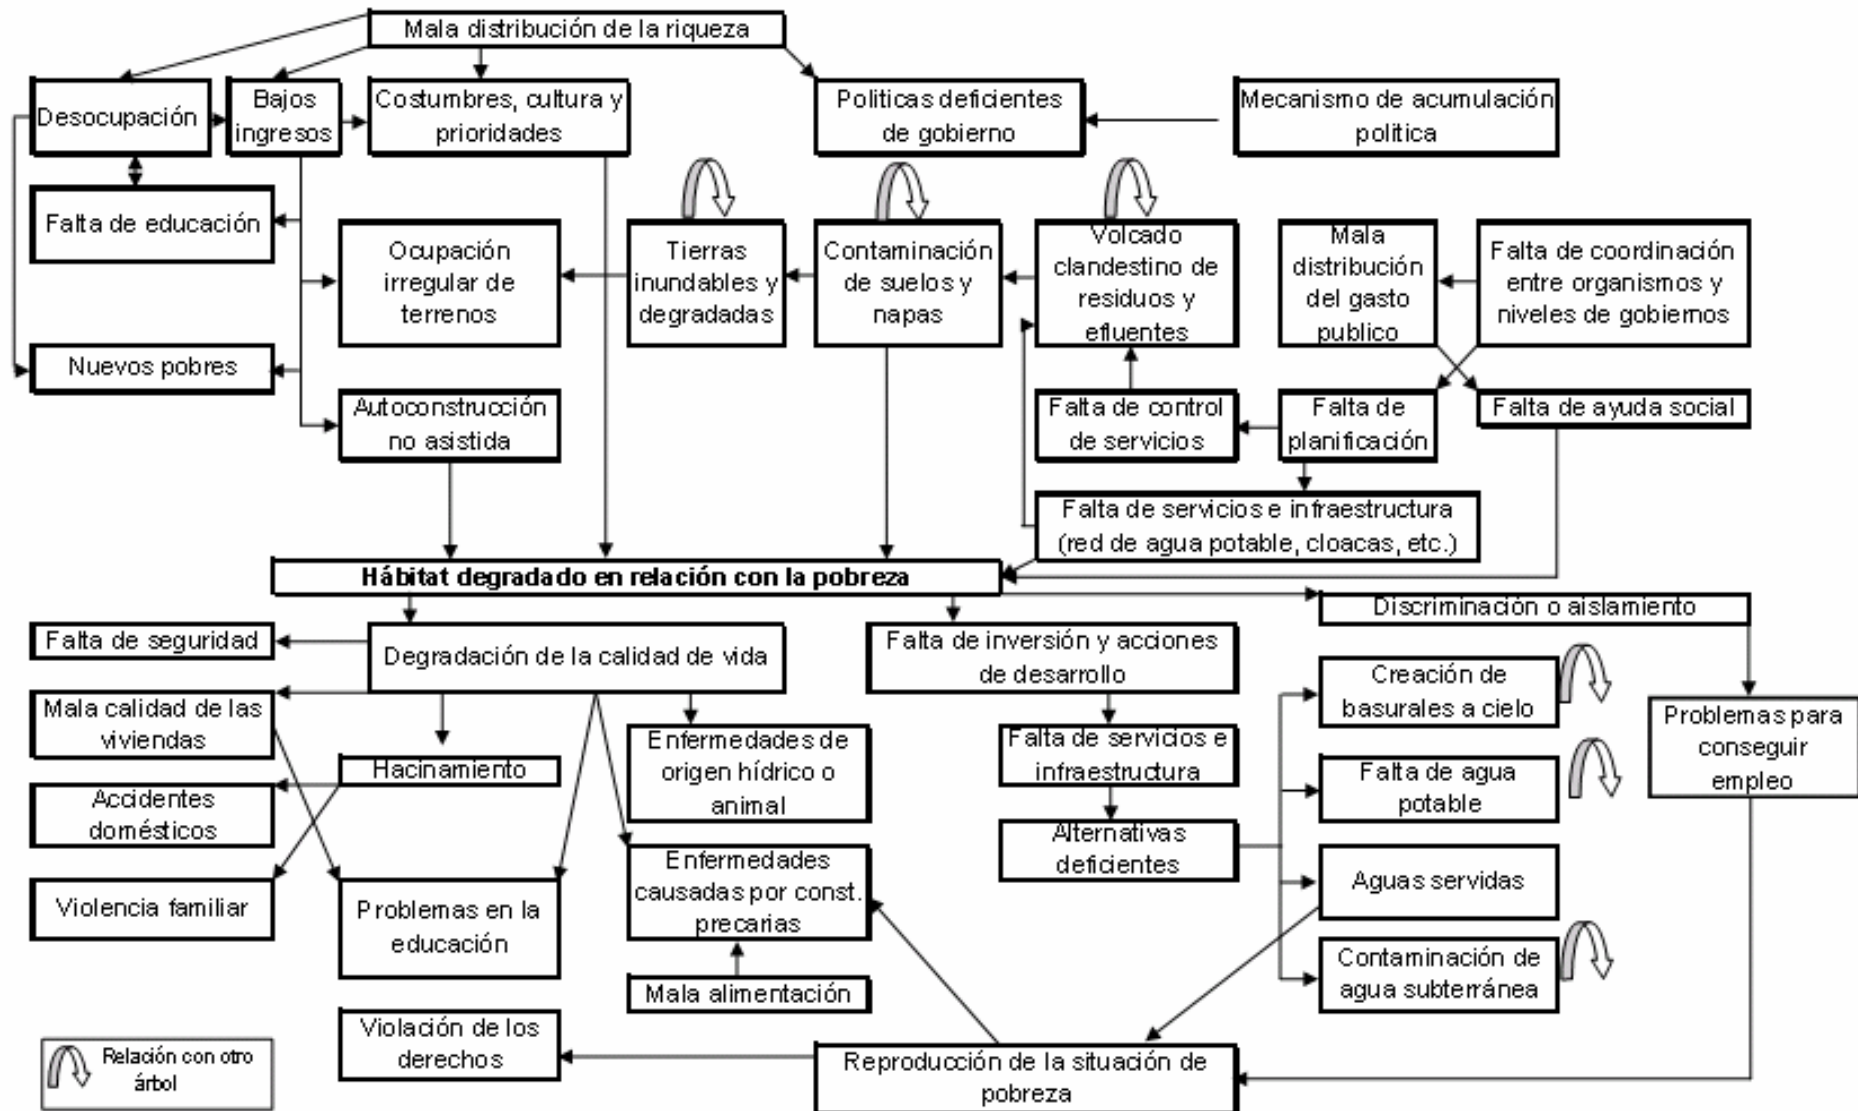 Mala distribución de la riqueza
Desocupación
Bajos
ingresos
Costumbres, cultura y
prioridades
Politicas deficientes
de gobierno
Mecanismo de acumulación
politica
Falta de educación
Ocupación
irregular de
terrenos
Tierras
inundables y
degradadas
Contaminación
de suelos y
napas
Volcado
clandestino de
residuos y
efluentes
Mala
distribución
del gasto
publico
Falta de coordinación
entre organismos y
niveles de gobiernos
Nuevos pobres
Autoconstrucción
no asistida
Falta de control
de servicios
Falta de
planificación
Falta de ayuda social
Falta de servicios e infraestructura
(red de agua potable, cloacas, etc.)
Hábitat degradado en relación con la pobreza
Discriminación o aislamiento
Falta de seguridad
Degradación de la calidad de vida
Falta de inversión y acciones
de desarrollo
Creación de
basurales a cielo
Mala calidad de las
viviendas
Enfermedades de
origen hídrico o
animal
Falta de servicios e
infraestructura
Problemas para
conseguir
empleo
Hacinamiento
Falta de agua
potable
Accidentes
domésticos
Alternativas
deficientes
Enfermedades
causadas por const.
precarias
Aguas servidas
Violencia familiar
Problemas en la
educación
Contaminación de
agua subterránea
Mala alimentación
Violación de los
derechos
Reproducción de la situación de
pobreza
Relación con otro
árbol